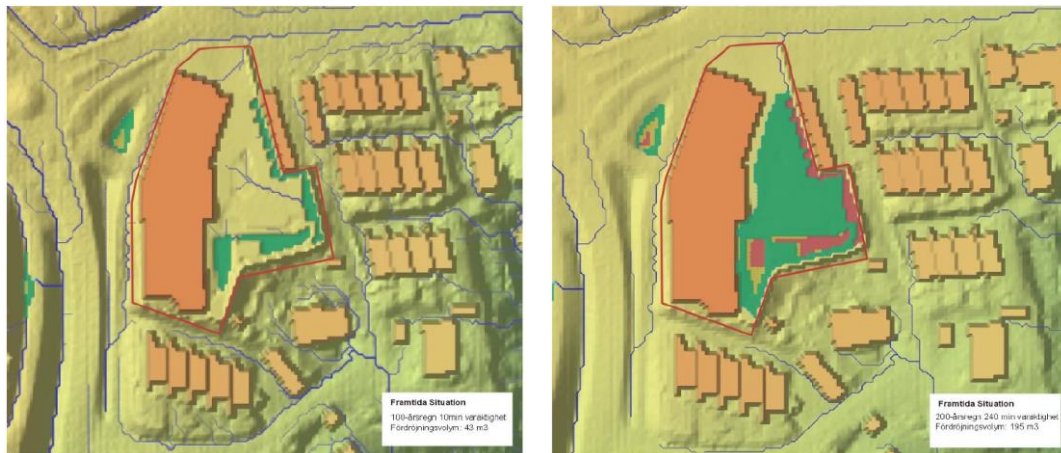 Framtida Situation
100-årsregn 10min varaktighet
Fördröjningsvolym: 43 m3
Framtida Situation
200-årsregn 240 min varaktighet
Fördröjningsvolym: 195 m3